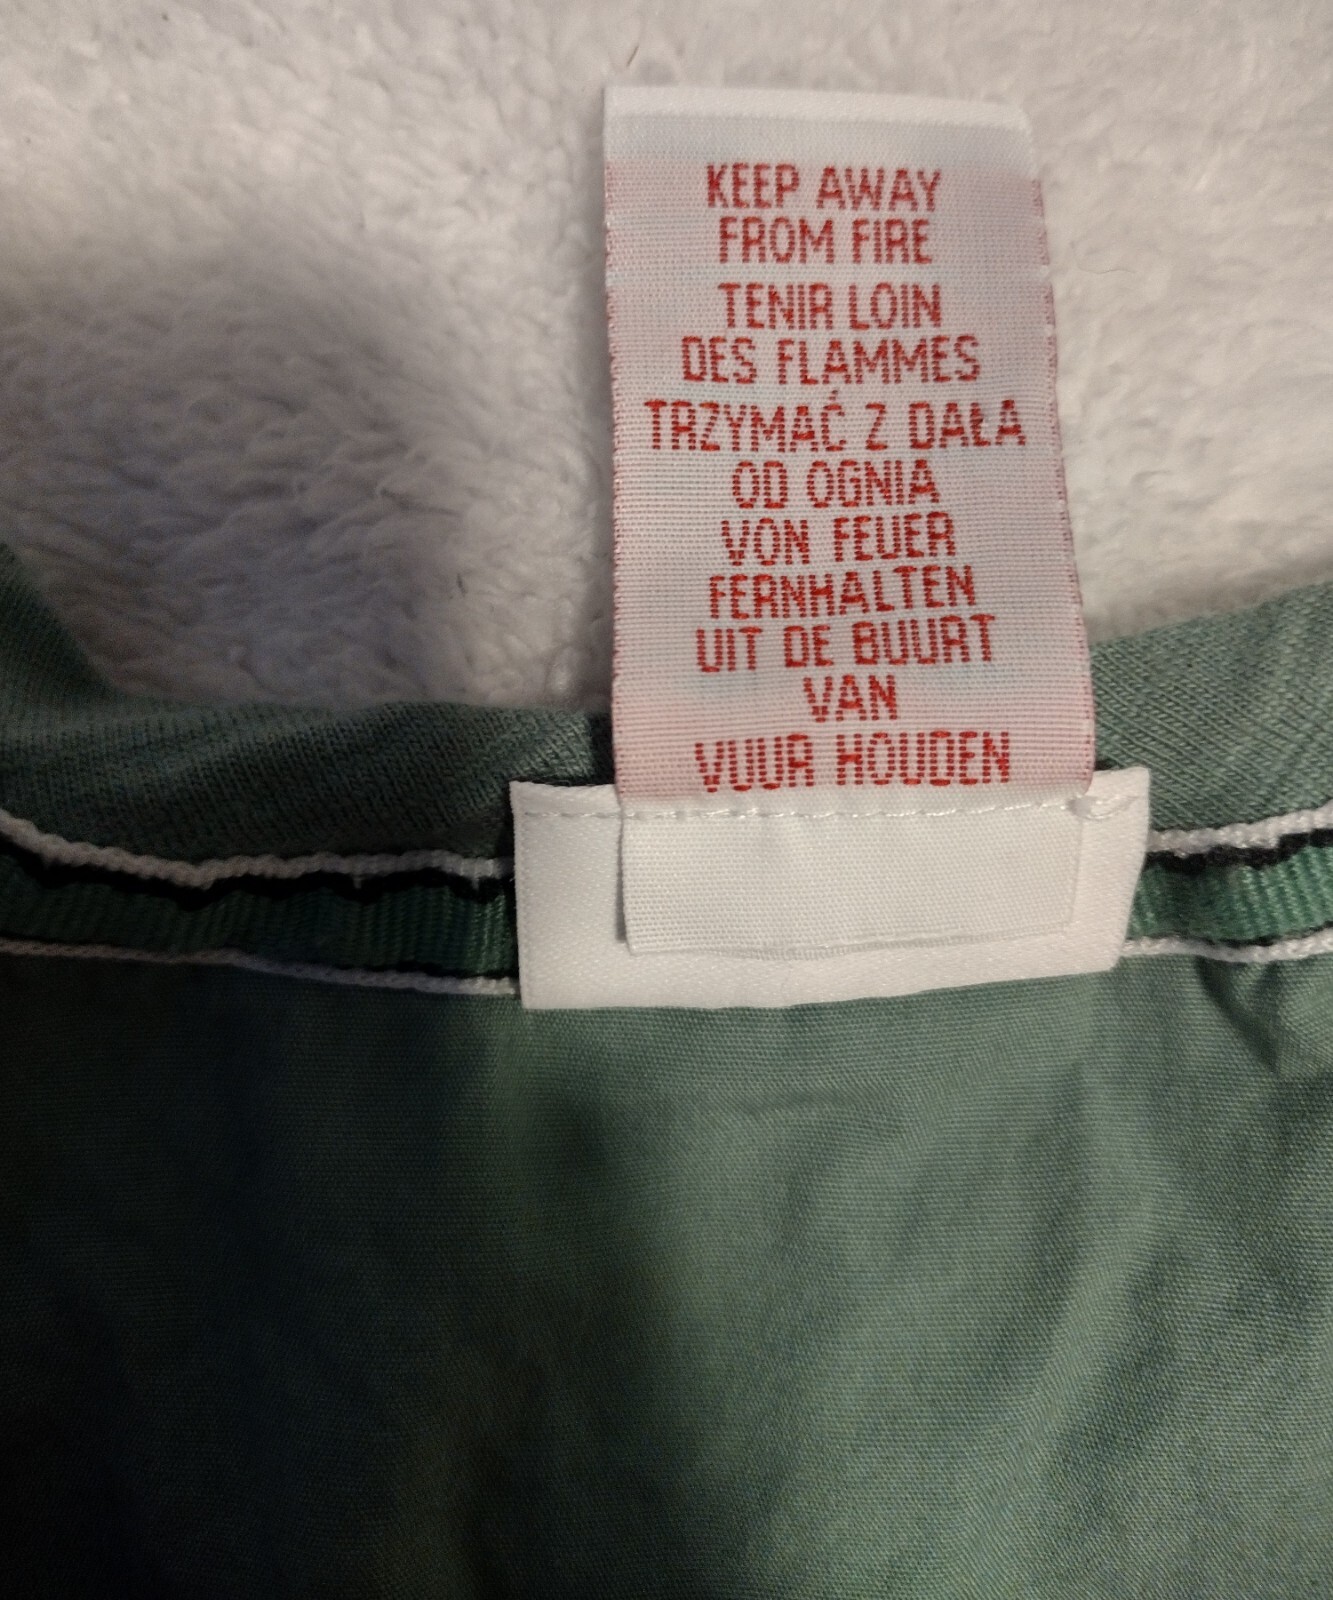 KEEP AWAY
FROM FIRE
TENIR LOIN
DES FLAMMES
TRZYMAĆ Z DAŁA
OD OGNIA
VON FEUER
FERNHALTEN
UIT DE BUURT
VAN
VUUR HOUDEN